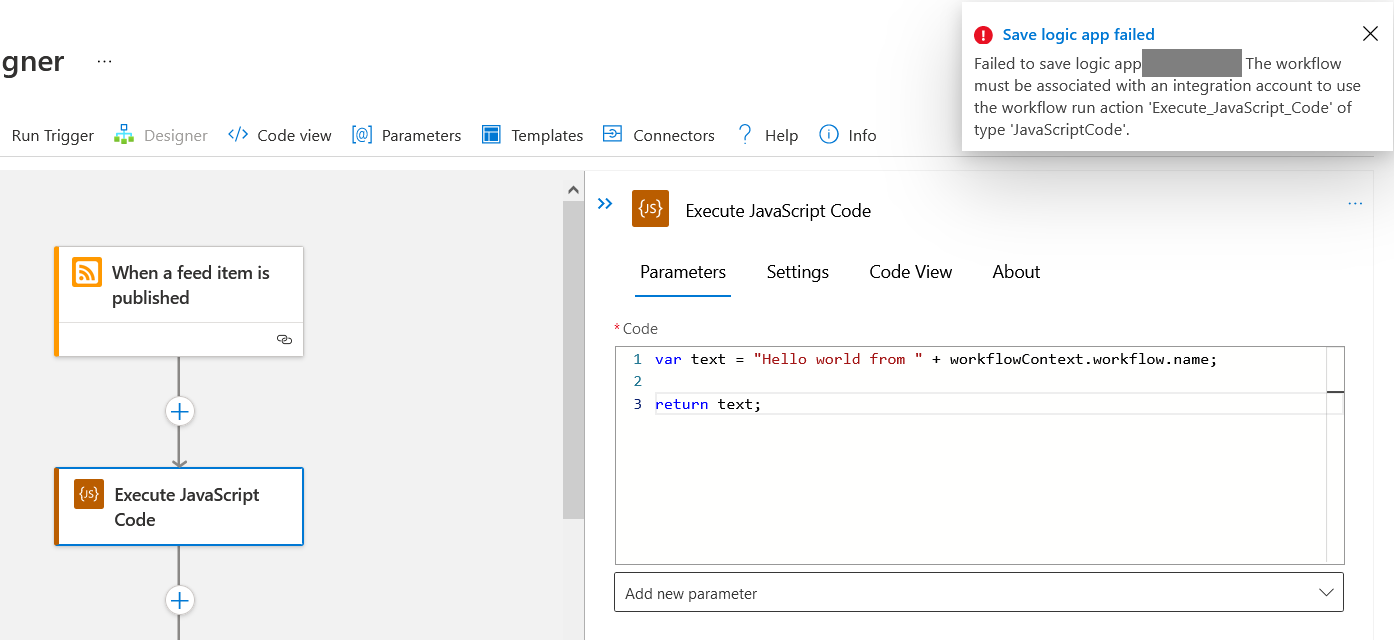 gner ...
Save logic app failed
Failed to save logic app The workflow
must be associated with an integration account to use
the workflow run action 'Execute_JavaScript_Code' of
type 'JavaScriptCode'.
Run Trigger Designer </> Code view [@] Parameters Templates Connectors ? Help Info
{JS} Execute JavaScript Code ...
Parameters Settings Code View About
* Code
1 var text = "Hello world from " + workflowContext.workflow.name;
2
3 return text;
Add new parameter
When a feed item is
published
{JS} Execute JavaScript
Code